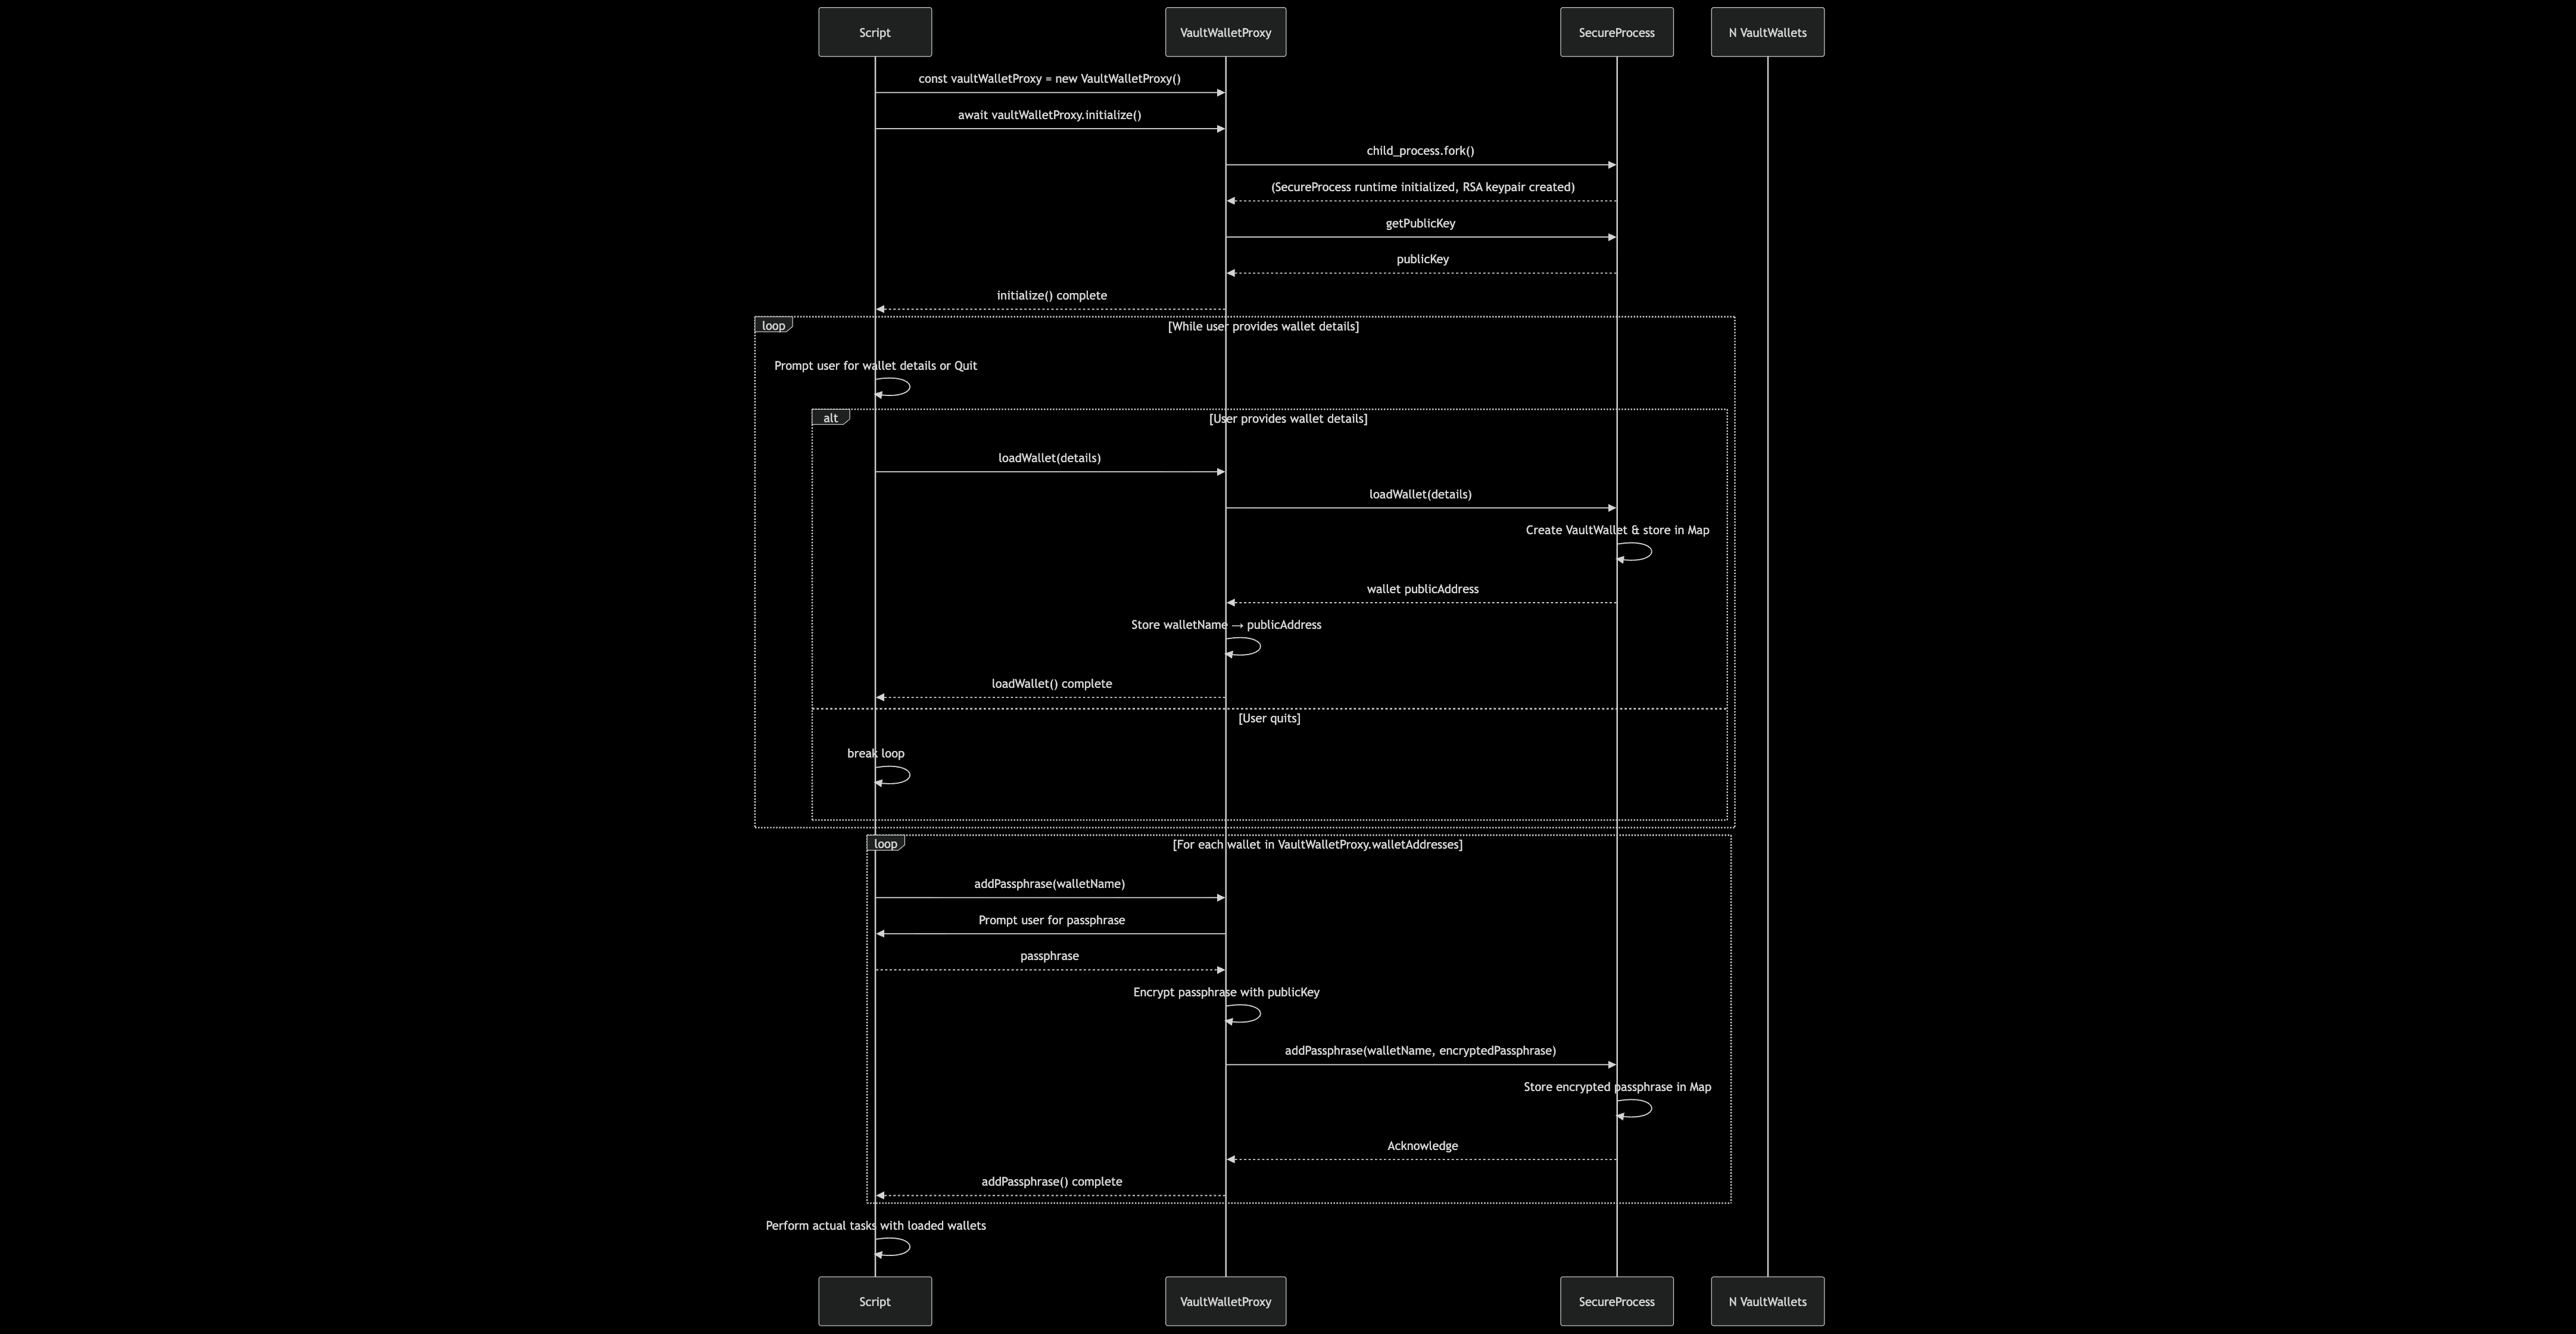 Script
VaultWalletProxy
SecureProcess
N VaultWallets
const vaultWalletProxy = new VaultWalletProxy()
await vaultWalletProxy.initialize()
child_process.fork()
(SecureProcess runtime initialized, RSA keypair created)
getPublicKey
publicKey
initialize() complete
loop
[While user provides wallet details]
Prompt user for wallet details or Quit
alt
[User provides wallet details]
loadWallet(details)
loadWallet(details)
Create VaultWallet & store in Map
wallet publicAddress
Store walletName → publicAddress
loadWallet() complete
[User quits]
break loop
loop
[For each wallet in VaultWalletProxy.walletAddresses]
addPassphrase(walletName)
Prompt user for passphrase
passphrase
Encrypt passphrase with publicKey
addPassphrase(walletName, encryptedPassphrase)
Store encrypted passphrase in Map
Acknowledge
addPassphrase() complete
Perform actual tasks with loaded wallets
Script
VaultWalletProxy
SecureProcess
N VaultWallets